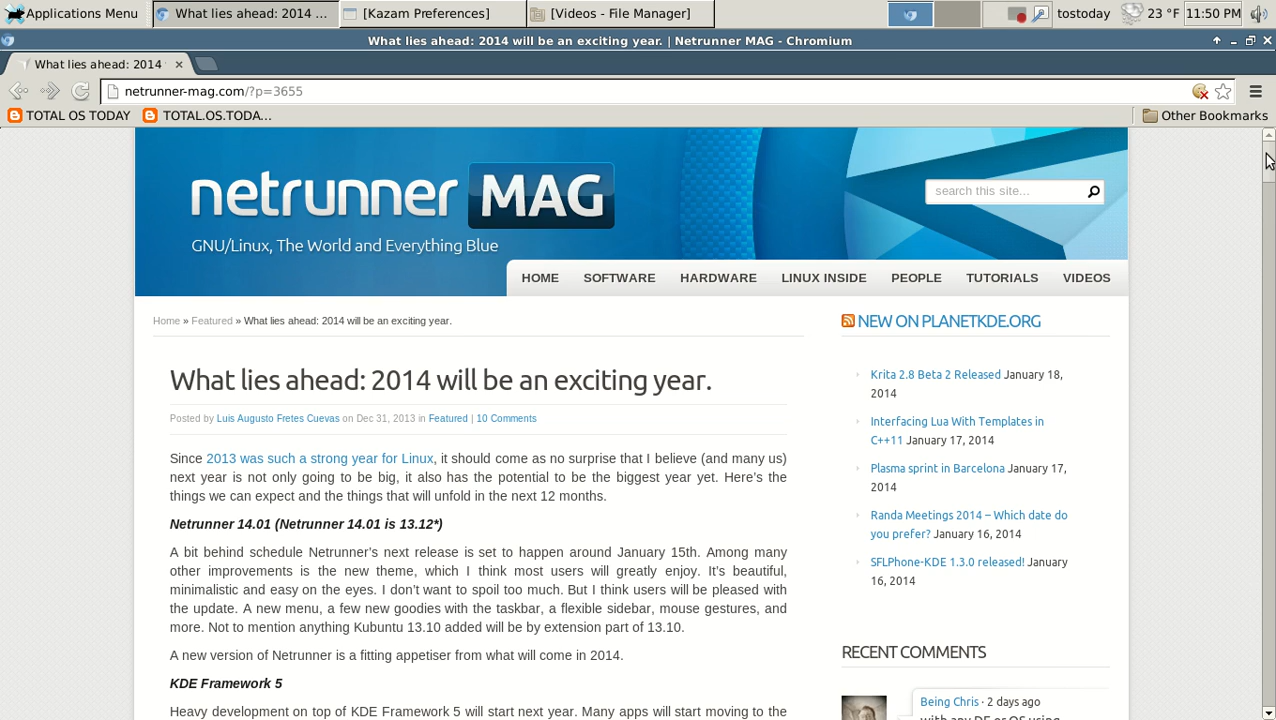 Applications Menu
What lies ahead: 2014 ...
[Kazam Preferences]
[Videos - File Manager]
tostoday
23 °F
11:50 PM
What lies ahead: 2014 will be an exciting year. | Netrunner MAG - Chromium
What lies ahead: 2014
netrunner-mag.com/?p=3655
TOTAL OS TODAY
TOTAL.OS.TODA...
Other Bookmarks
netrunner MAG
GNU/Linux, The World and Everything Blue
search this site...
HOME SOFTWARE HARDWARE LINUX INSIDE PEOPLE TUTORIALS VIDEOS
Home » Featured » What lies ahead: 2014 will be an exciting year.
What lies ahead: 2014 will be an exciting year.
Posted by Luis Augusto Fretes Cuevas on Dec 31, 2013 in Featured | 10 Comments
Since 2013 was such a strong year for Linux, it should come as no surprise that I believe (and many us)
next year is not only going to be big, it also has the potential to be the biggest year yet. Here’s the
things we can expect and the things that will unfold in the next 12 months.
Netrunner 14.01 (Netrunner 14.01 is 13.12*)
A bit behind schedule Netrunner’s next release is set to happen around January 15th. Among many
other improvements is the new theme, which I think most users will greatly enjoy. It’s beautiful,
minimalistic and easy on the eyes. I don’t want to spoil too much. But I think users will be pleased with
the update. A new menu, a few new goodies with the taskbar, a flexible sidebar, mouse gestures, and
more. Not to mention anything Kubuntu 13.10 added will be by extension part of 13.10.
A new version of Netrunner is a fitting appetiser from what will come in 2014.
KDE Framework 5
Heavy development on top of KDE Framework 5 will start next year. Many apps will start moving to the
NEW ON PLANETKDE.ORG
Krita 2.8 Beta 2 Released January 18,
2014
Interfacing Lua With Templates in
C++11 January 17, 2014
Plasma sprint in Barcelona January 17,
2014
Randa Meetings 2014 – Which date do
you prefer? January 16, 2014
SFLPhone-KDE 1.3.0 released! January
16, 2014
RECENT COMMENTS
Being Chris · 2 days ago
with any DE or OS using